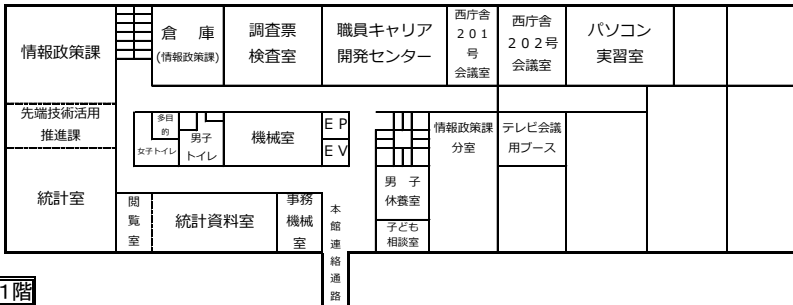 情報政策課
倉 庫
(情報政策課)
調査票
検査室
職員キャリア
開発センター
西庁舎
201
号
会議室
西庁舎
202号
会議室
パソコン
実習室
先端技術活用
推進課
多目
的
女子トイレ
男子
トイレ
機械室
EP
EV
情報政策課
分室
テレビ会議
用ブース
統計室
閲
覧
室
統計資料室
事務
機械
室
本
館
連
絡
通
路
男 子
休養室
子ども
相談室
1階